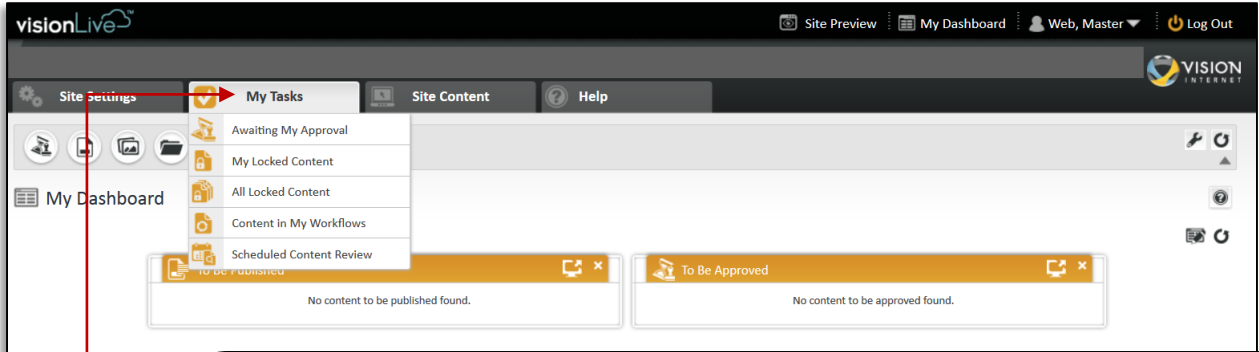 visionLive™
Site Preview My Dashboard Web, Master Log Out
VISION
INTERNET
Site Settings My Tasks Site Content Help
Awaiting My Approval
My Locked Content
All Locked Content
My Dashboard
Content in My Workflows
Scheduled Content Review
To Be Published To Be Approved
No content to be published found. No content to be approved found.